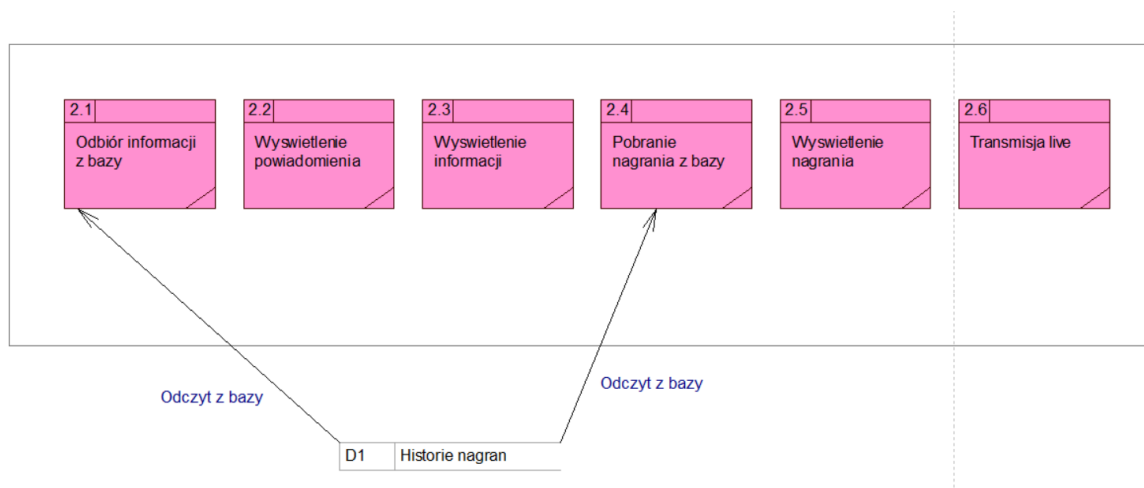 2.1
Odbiór informacji
z bazy
2.2
Wyswietlenie
powiadomienia
2.3
Wyswietlenie
informacji
2.4
Pobranie
nagrania z bazy
2.5
Wyswietlenie
nagrania
2.6
Transmisja live
Odczyt z bazy
Odczyt z bazy
D1 Historie nagran